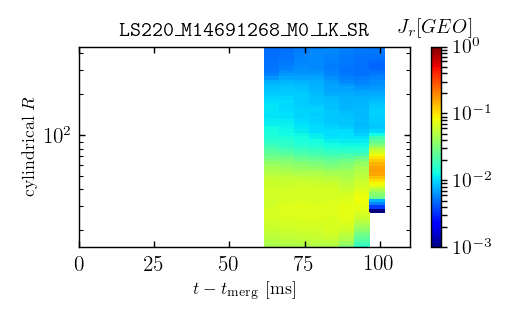 LS220_M14691268_M0_LK_SR
J_r[GEO]
cylindrical R
10^2
0 25 50 75 100
t − t_merg [ms]
10^0
10^{-1}
10^{-2}
10^{-3}